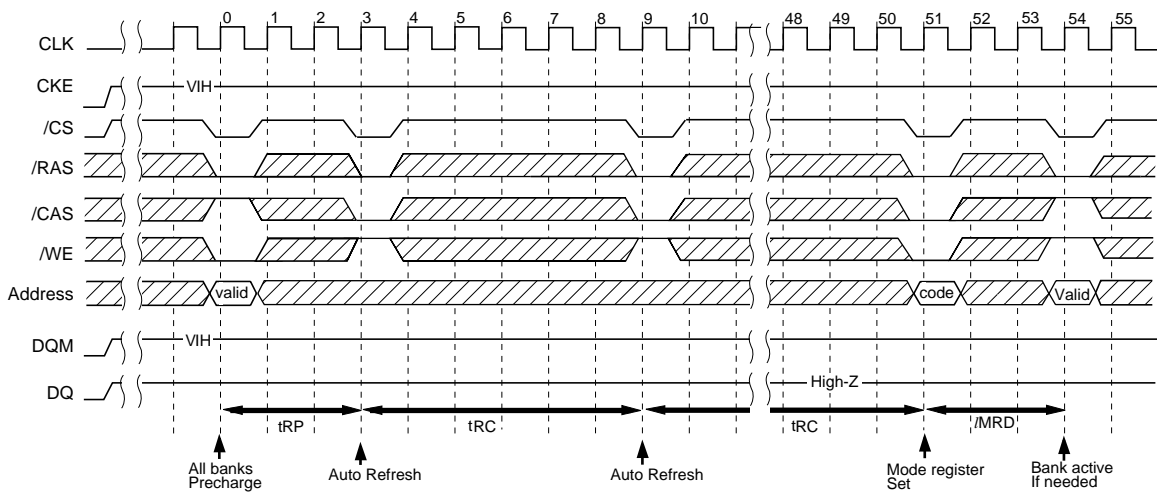 0 1 2 3 4 5 6 7 8 9 10 48 49 50 51 52 53 54 55
CLK
CKE VIH
/CS
/RAS
/CAS
/WE
Address valid code Valid
DQM VIH
DQ High-Z
tRP tRC tRC lMRD
All banks
Precharge
Auto Refresh
Auto Refresh
Mode register
Set
Bank active
If needed